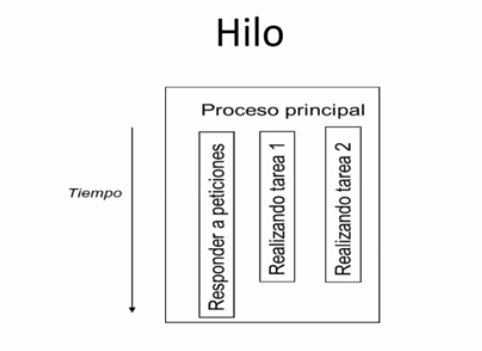 Hilo
Proceso principal
Tiempo
Responder a peticiones
Realizando tarea 1
Realizando tarea 2